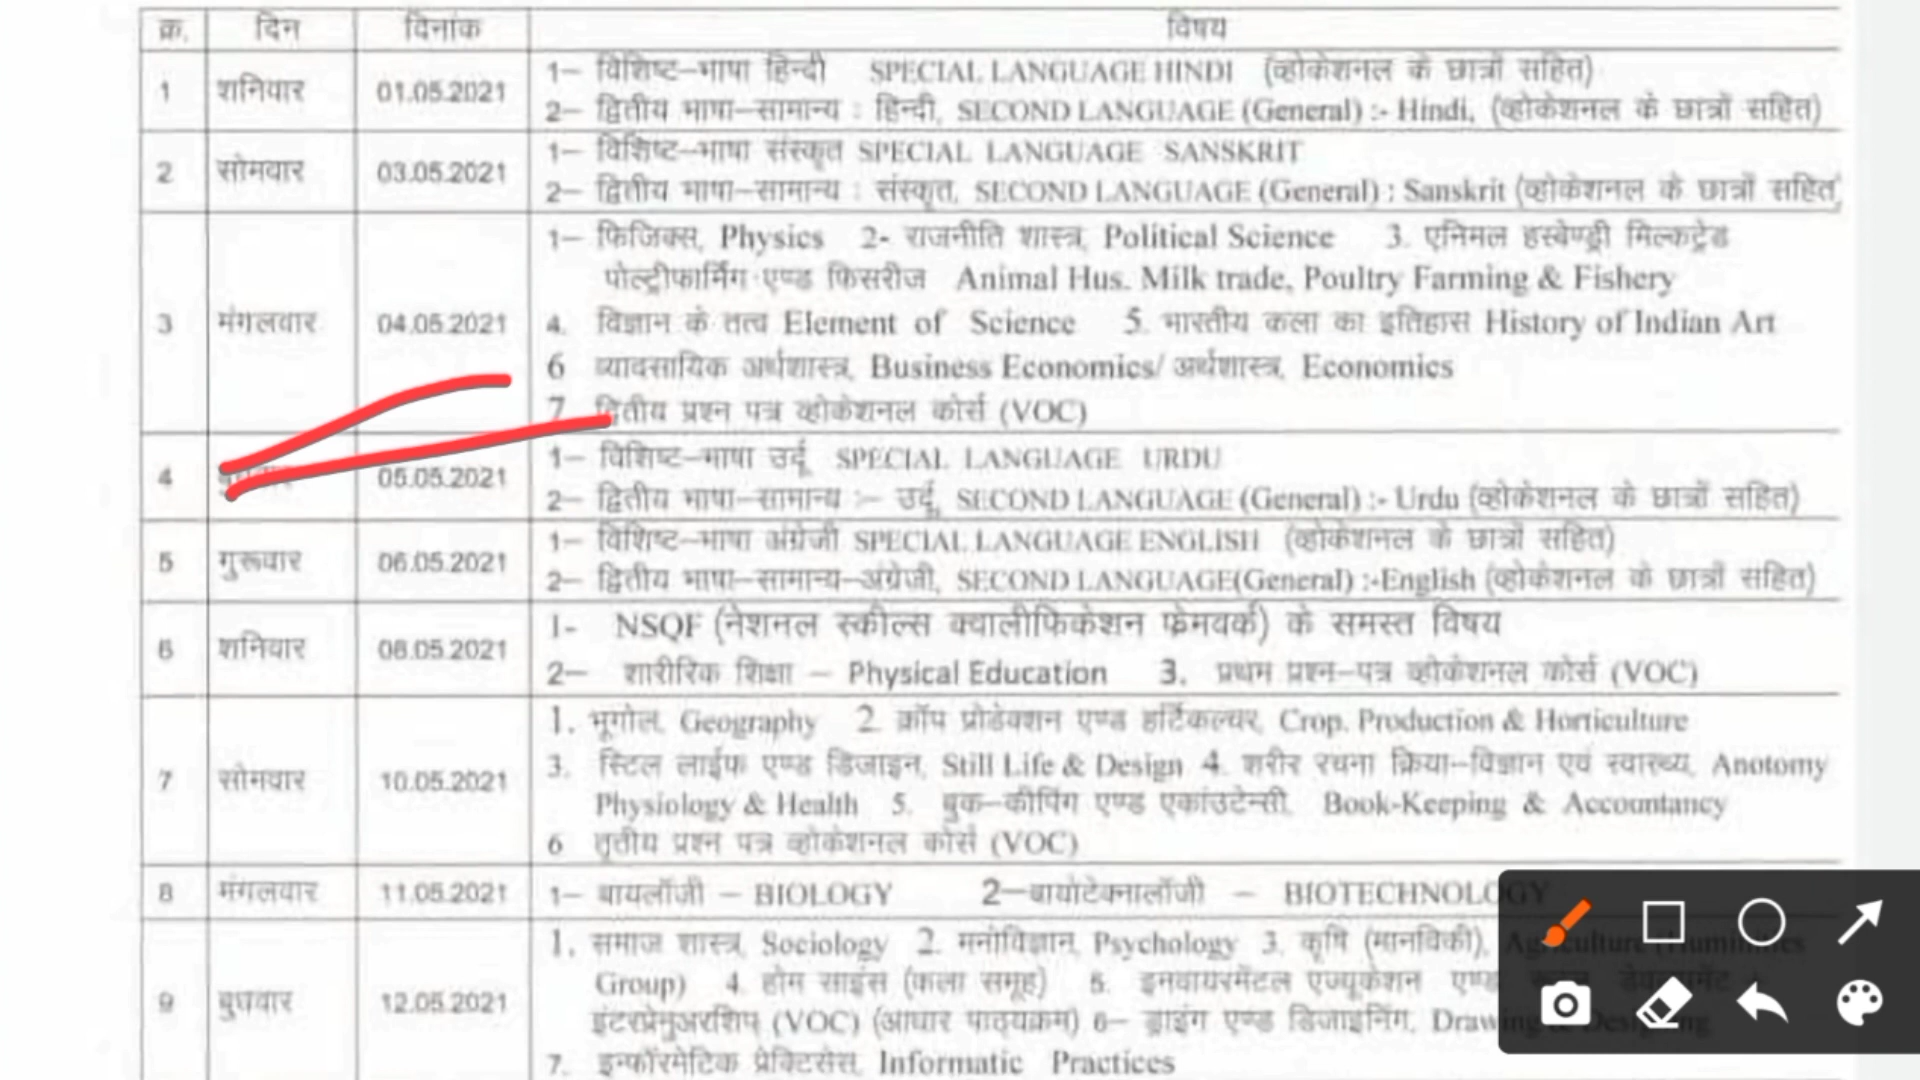 क्र. दिन दिनांक विषय
1 शनिवार 01.05.2021 1– विशिष्ट–भाषा हिन्दी SPECIAL LANGUAGE HINDI (व्होकेशनल के छात्रों सहित)
2– द्वितीय भाषा–सामान्य : हिन्दी, SECOND LANGUAGE (General) :- Hindi, (व्होकेशनल के छात्रों सहित)
2 सोमवार 03.05.2021 1– विशिष्ट–भाषा संस्कृत SPECIAL LANGUAGE SANSKRIT
2– द्वितीय भाषा–सामान्य : संस्कृत, SECOND LANGUAGE (General) : Sanskrit (व्होकेशनल के छात्रों सहित)
3 मंगलवार 04.05.2021 1– फिजिक्स, Physics 2- राजनीति शास्त्र, Political Science 3. एनिमल हस्बेण्ड्री मिल्कट्रेड
पोल्ट्रीफार्मिंग एण्ड फिसरीज Animal Hus. Milk trade, Poultry Farming & Fishery
4. विज्ञान के तत्व Element of Science 5. भारतीय कला का इतिहास History of Indian Art
6 व्यावसायिक अर्थशास्त्र, Business Economics/ अर्थशास्त्र, Economics
7 द्वितीय प्रश्न पत्र व्होकेशनल कोर्स (VOC)
4 05.05.2021 1– विशिष्ट–भाषा उर्दू SPECIAL LANGUAGE URDU
2– द्वितीय भाषा–सामान्य :– उर्दू, SECOND LANGUAGE (General) :- Urdu (व्होकेशनल के छात्रों सहित)
5 गुरूवार 06.05.2021 1– विशिष्ट–भाषा अंग्रेजी SPECIAL LANGUAGE ENGLISH (व्होकेशनल के छात्रों सहित)
2– द्वितीय भाषा–सामान्य–अंग्रेजी, SECOND LANGUAGE(General) :-English (व्होकेशनल के छात्रों सहित)
6 शनिवार 08.05.2021 1- NSQF (नेशनल स्कील्स क्वालीफिकेशन फ्रेमवर्क) के समस्त विषय
2– शारीरिक शिक्षा – Physical Education 3. प्रथम प्रश्न–पत्र व्होकेशनल कोर्स (VOC)
7 सोमवार 10.05.2021 1. भूगोल, Geography 2. क्रॉप प्रोडेक्शन एण्ड हर्टिकल्चर, Crop. Production & Horticulture
3. स्टिल लाईफ एण्ड डिजाइन, Still Life & Design 4. शरीर रचना क्रिया–विज्ञान एवं स्वास्थ्य, Anotomy
Physiology & Health 5. बुक–कीपिंग एण्ड एकांउटेन्सी, Book-Keeping & Accountancy
6 तृतीय प्रश्न पत्र व्होकेशनल कोर्स (VOC)
8 मंगलवार 11.05.2021 1– बायलॉजी – BIOLOGY 2–बायोटेक्नालॉजी – BIOTECHNOLOGY
9 बुधवार 12.05.2021 1. समाज शास्त्र, Sociology 2. मनोविज्ञान, Psychology 3. कृषि (मानविकी), Agriculture
Group) 4. होम साइंस (कला समूह) 5. इनवायरमेंटल एज्यूकेशन एण्ड
इंटरप्रेनुअरशिप (VOC) (आधार पाठ्यक्रम) 6– ड्राइंग एण्ड डिजाइनिंग, Drawing
7. इन्फॉरमेटिक प्रेक्टिसेस, Informatic Practices